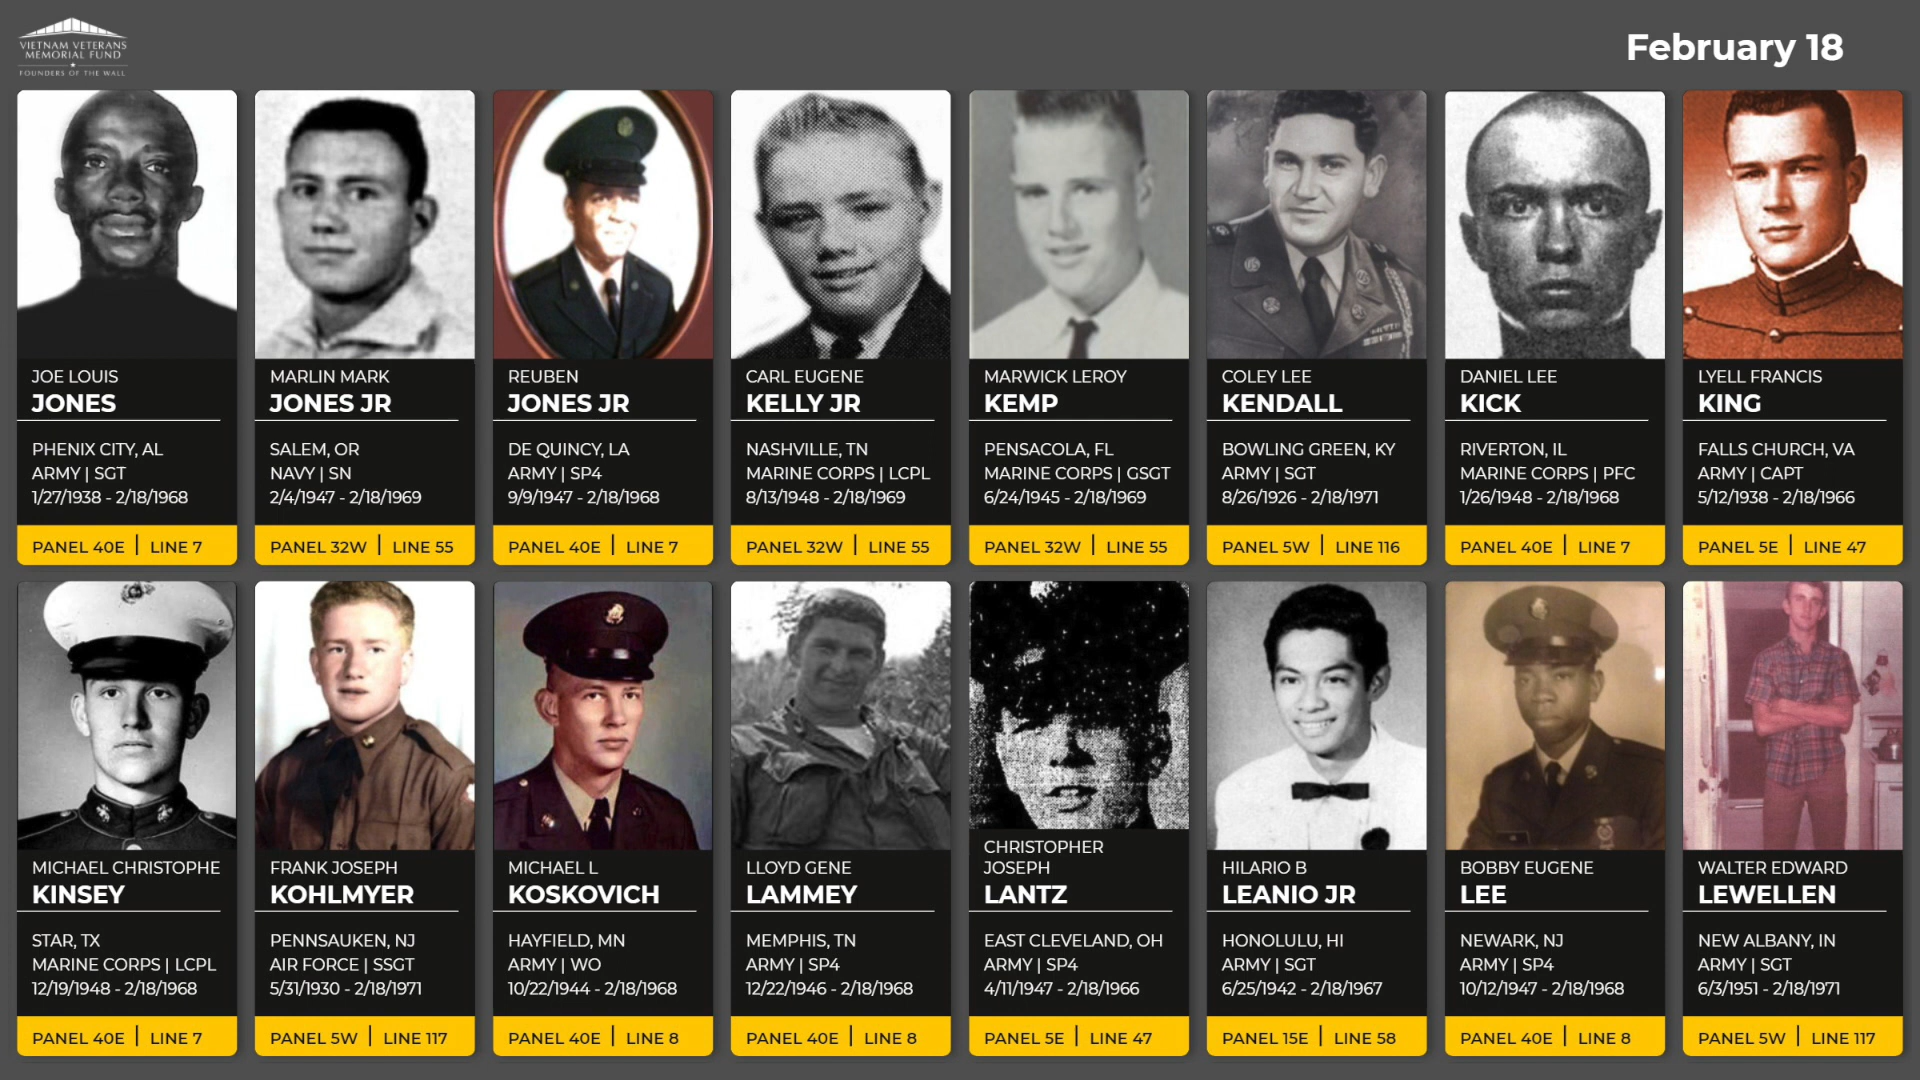 VIETNAM VETERANS
MEMORIAL FUND
FOUNDERS OF THE WALL
February 18
JOE LOUIS
JONES
PHENIX CITY, AL
ARMY | SGT
1/27/1938 - 2/18/1968
PANEL 40E | LINE 7
MARLIN MARK
JONES JR
SALEM, OR
NAVY | SN
2/4/1947 - 2/18/1969
PANEL 32W | LINE 55
REUBEN
JONES JR
DE QUINCY, LA
ARMY | SP4
9/9/1947 - 2/18/1968
PANEL 40E | LINE 7
CARL EUGENE
KELLY JR
NASHVILLE, TN
MARINE CORPS | LCPL
8/13/1948 - 2/18/1969
PANEL 32W | LINE 55
MARWICK LEROY
KEMP
PENSACOLA, FL
MARINE CORPS | GSGT
6/24/1945 - 2/18/1969
PANEL 32W | LINE 55
COLEY LEE
KENDALL
BOWLING GREEN, KY
ARMY | SGT
8/26/1926 - 2/18/1971
PANEL 5W | LINE 116
DANIEL LEE
KICK
RIVERTON, IL
MARINE CORPS | PFC
1/26/1948 - 2/18/1968
PANEL 40E | LINE 7
LYELL FRANCIS
KING
FALLS CHURCH, VA
ARMY | CAPT
5/12/1938 - 2/18/1966
PANEL 5E | LINE 47
MICHAEL CHRISTOPHE
KINSEY
STAR, TX
MARINE CORPS | LCPL
12/19/1948 - 2/18/1968
PANEL 40E | LINE 7
FRANK JOSEPH
KOHLMYER
PENNSAUKEN, NJ
AIR FORCE | SSGT
5/31/1930 - 2/18/1971
PANEL 5W | LINE 117
MICHAEL L
KOSKOVICH
HAYFIELD, MN
ARMY | WO
10/22/1944 - 2/18/1968
PANEL 40E | LINE 8
LLOYD GENE
LAMMEY
MEMPHIS, TN
ARMY | SP4
12/22/1946 - 2/18/1968
PANEL 40E | LINE 8
CHRISTOPHER
JOSEPH
LANTZ
EAST CLEVELAND, OH
ARMY | SP4
4/11/1947 - 2/18/1966
PANEL 5E | LINE 47
HILARIO B
LEANIO JR
HONOLULU, HI
ARMY | SGT
6/25/1942 - 2/18/1967
PANEL 15E | LINE 58
BOBBY EUGENE
LEE
NEWARK, NJ
ARMY | SP4
10/12/1947 - 2/18/1968
PANEL 40E | LINE 8
WALTER EDWARD
LEWELLEN
NEW ALBANY, IN
ARMY | SGT
6/3/1951 - 2/18/1971
PANEL 5W | LINE 117